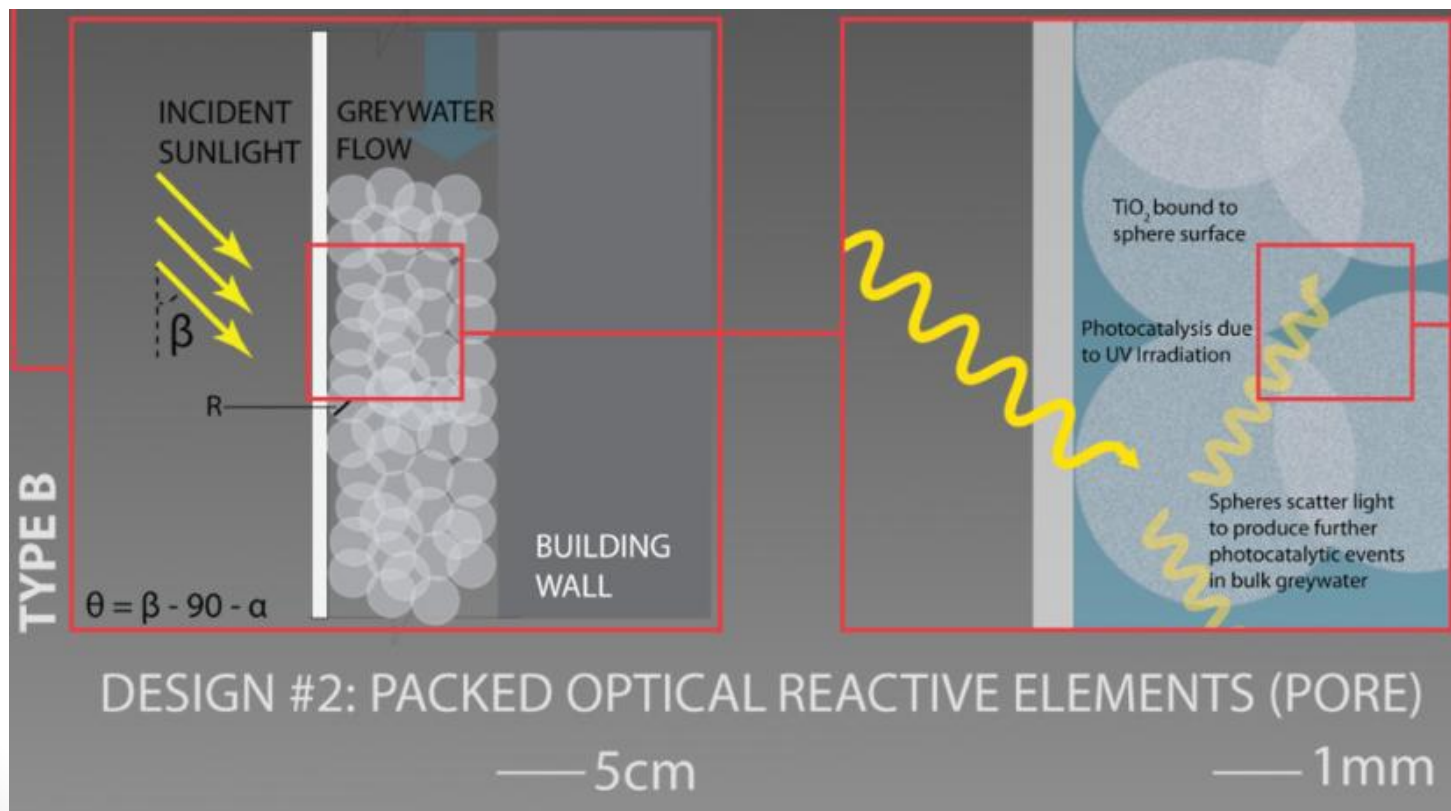 TYPE B
INCIDENT
SUNLIGHT
GREYWATER
FLOW
β
R
BUILDING
WALL
θ = β - 90 - α
TiO₂ bound to
sphere surface
Photocatalysis due
to UV Irradiation
Spheres scatter light
to produce further
photocatalytic events
in bulk greywater
DESIGN #2: PACKED OPTICAL REACTIVE ELEMENTS (PORE)
5cm
1mm